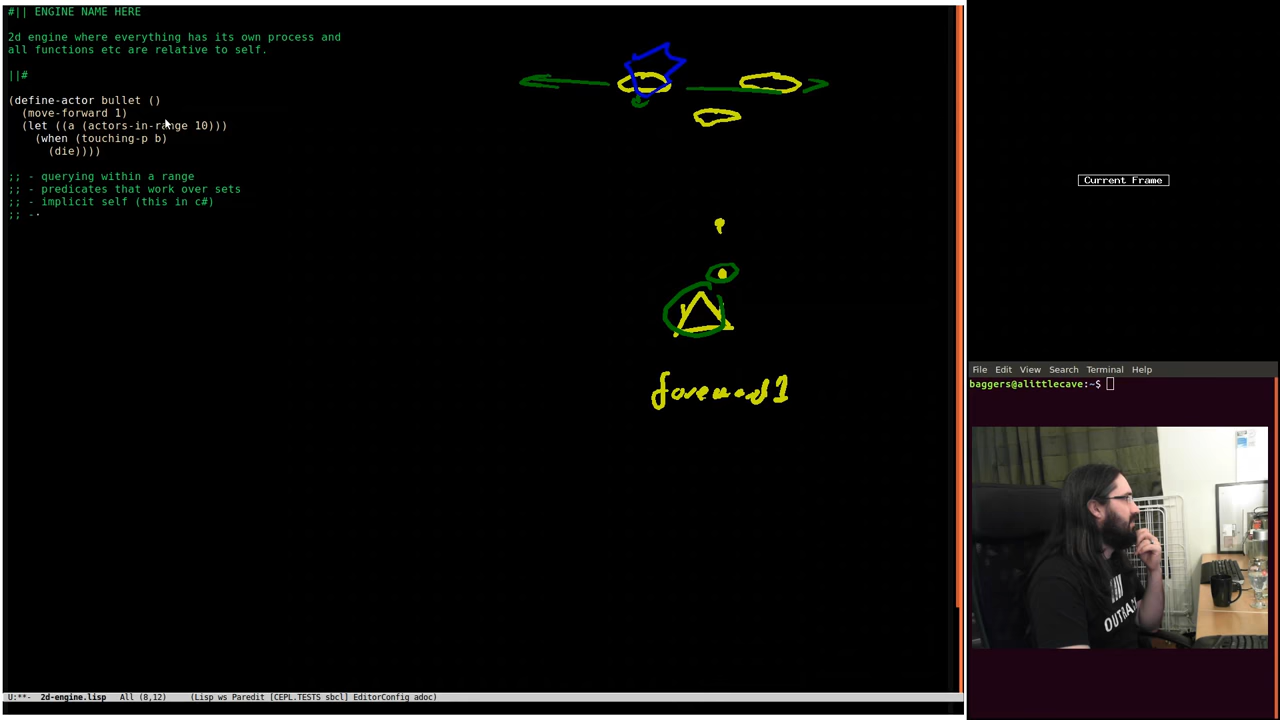 #|| ENGINE NAME HERE
2d engine where everything has its own process and
all functions etc are relative to self.
||#
(define-actor bullet ()
(move-forward 1)
(let ((a (actors-in-range 10)))
(when (touching-p b)
(die))))
;; - querying within a range
;; - predicates that work over sets
;; - implicit self (this in c#)
;; -
forward 1
U:**-  2d-engine.lisp   All (8,12)     (Lisp ws Paredit [CEPL.TESTS sbcl] EditorConfig adoc)
Current Frame
File Edit View Search Terminal Help
baggers@alittlecave:~$